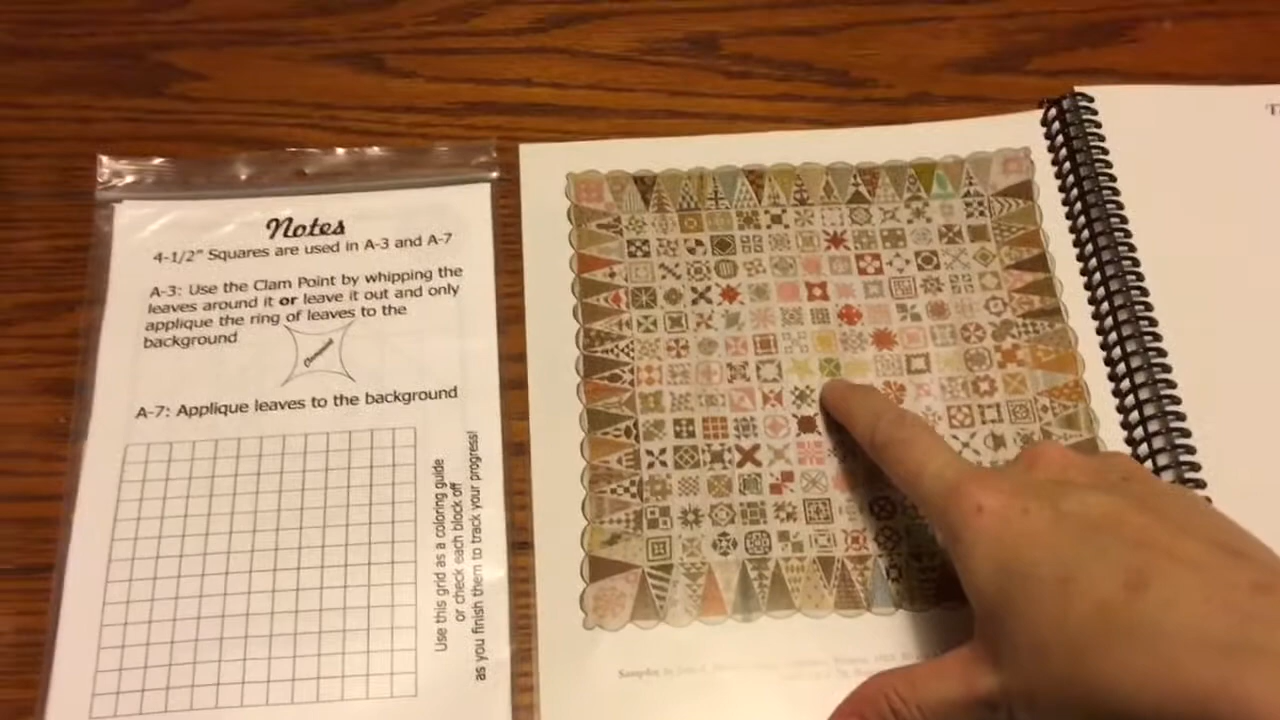 Notes
4-1/2" Squares are used in A-3 and A-7
A-3: Use the Clam Point by whipping the
leaves around it or leave it out and only
applique the ring of leaves to the
background
A-7: Applique leaves to the background
Use this grid as a coloring guide
or check each block off
as you finish them to track your progress!